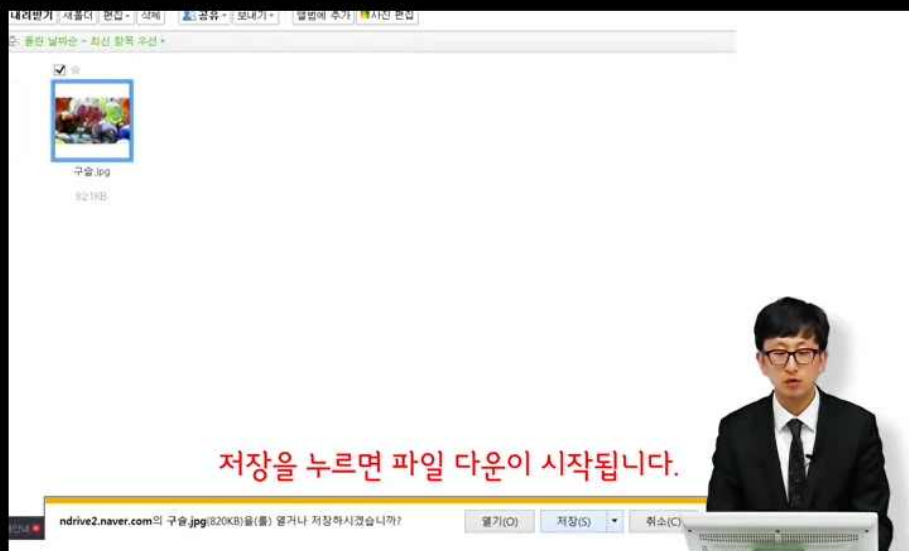 내려받기 새폴더 편집 삭제 공유 보내기 앨범에 추가 사진 편집
준: 올린 날짜순 - 최신 항목 우선
구슬.jpg
821KB
저장을 누르면 파일 다운이 시작됩니다.
ndrive2.naver.com의 구슬.jpg(820KB)을(를) 열거나 저장하시겠습니까? 열기(O) 저장(S) 취소(C)